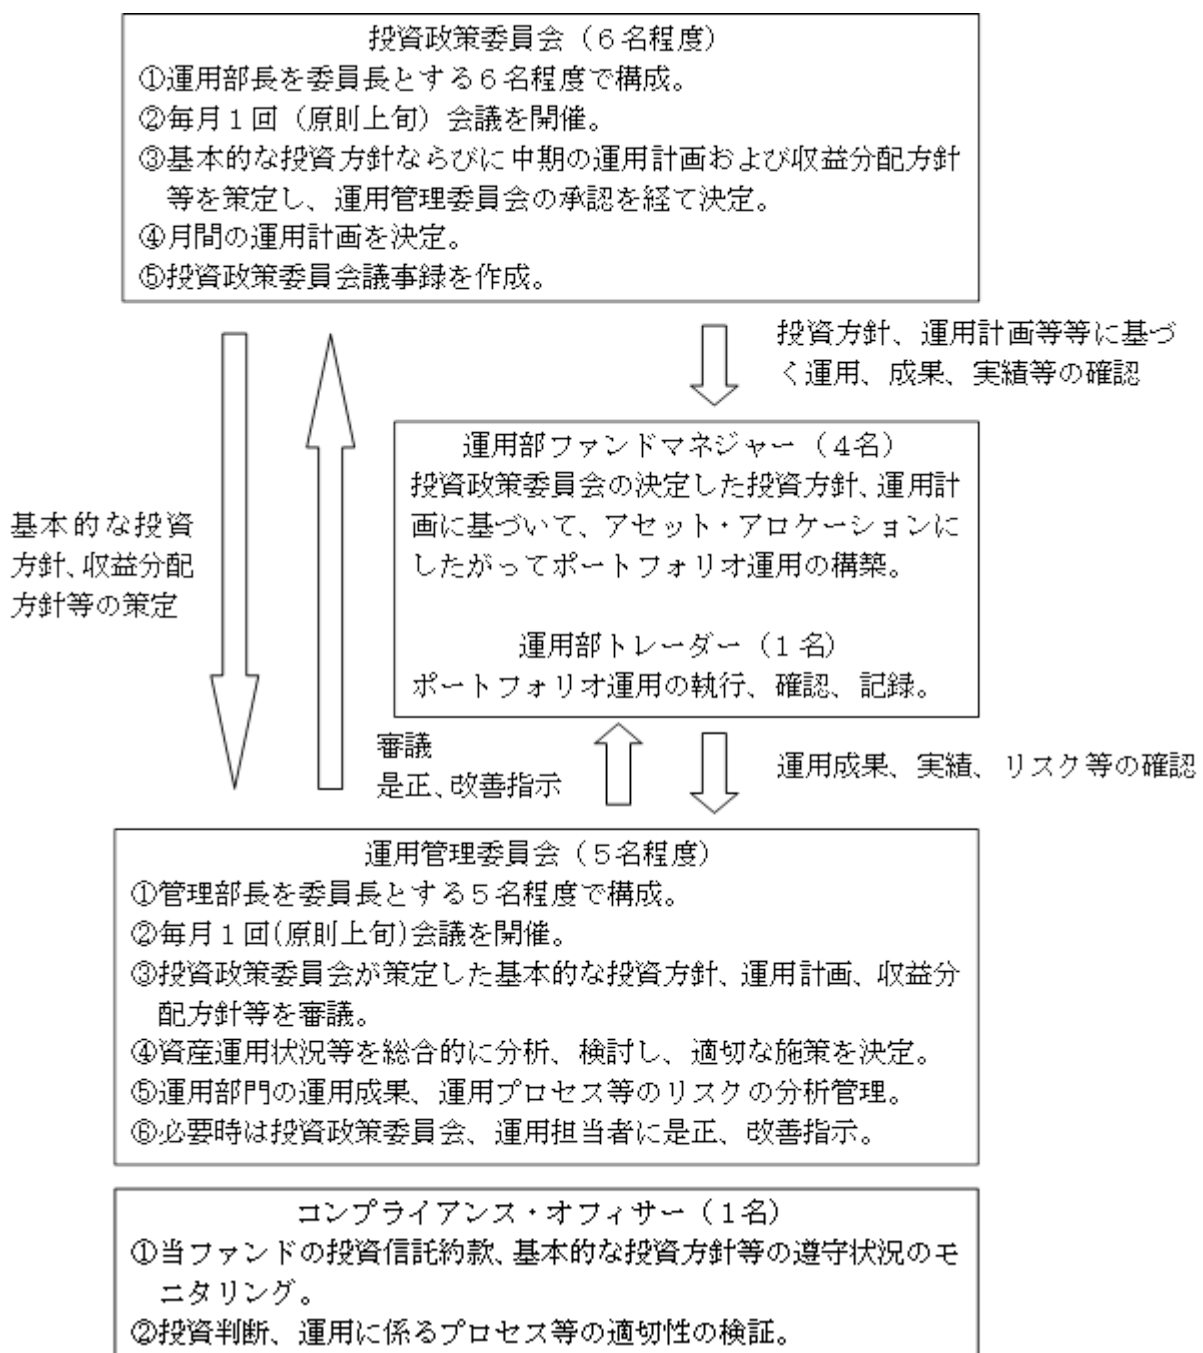 投資政策委員会（６名程度）
①運用部長を委員長とする６名程度で構成。
②毎月１回（原則上旬）会議を開催。
③基本的な投資方針ならびに中期の運用計画および収益分配方針
等を策定し、運用管理委員会の承認を経て決定。
④月間の運用計画を決定。
⑤投資政策委員会議事録を作成。
投資方針、運用計画等等に基づ
く運用、成果、実績等の確認
運用部ファンドマネジャー（４名）
投資政策委員会の決定した投資方針、運用計
画に基づいて、アセット・アロケーションに
したがってポートフォリオ運用の構築。
運用部トレーダー（１名）
ポートフォリオ運用の執行、確認、記録。
基本的な投資
方針、収益分配
方針等の策定
審議
是正、改善指示
運用成果、実績、リスク等の確認
運用管理委員会（５名程度）
①管理部長を委員長とする５名程度で構成。
②毎月１回(原則上旬)会議を開催。
③投資政策委員会が策定した基本的な投資方針、運用計画、収益分
配方針等を審議。
④資産運用状況等を総合的に分析、検討し、適切な施策を決定。
⑤運用部門の運用成果、運用プロセス等のリスクの分析管理。
⑥必要時は投資政策委員会、運用担当者に是正、改善指示。
コンプライアンス・オフィサー（１名）
①当ファンドの投資信託約款、基本的な投資方針等の遵守状況のモ
ニタリング。
②投資判断、運用に係るプロセス等の適切性の検証。